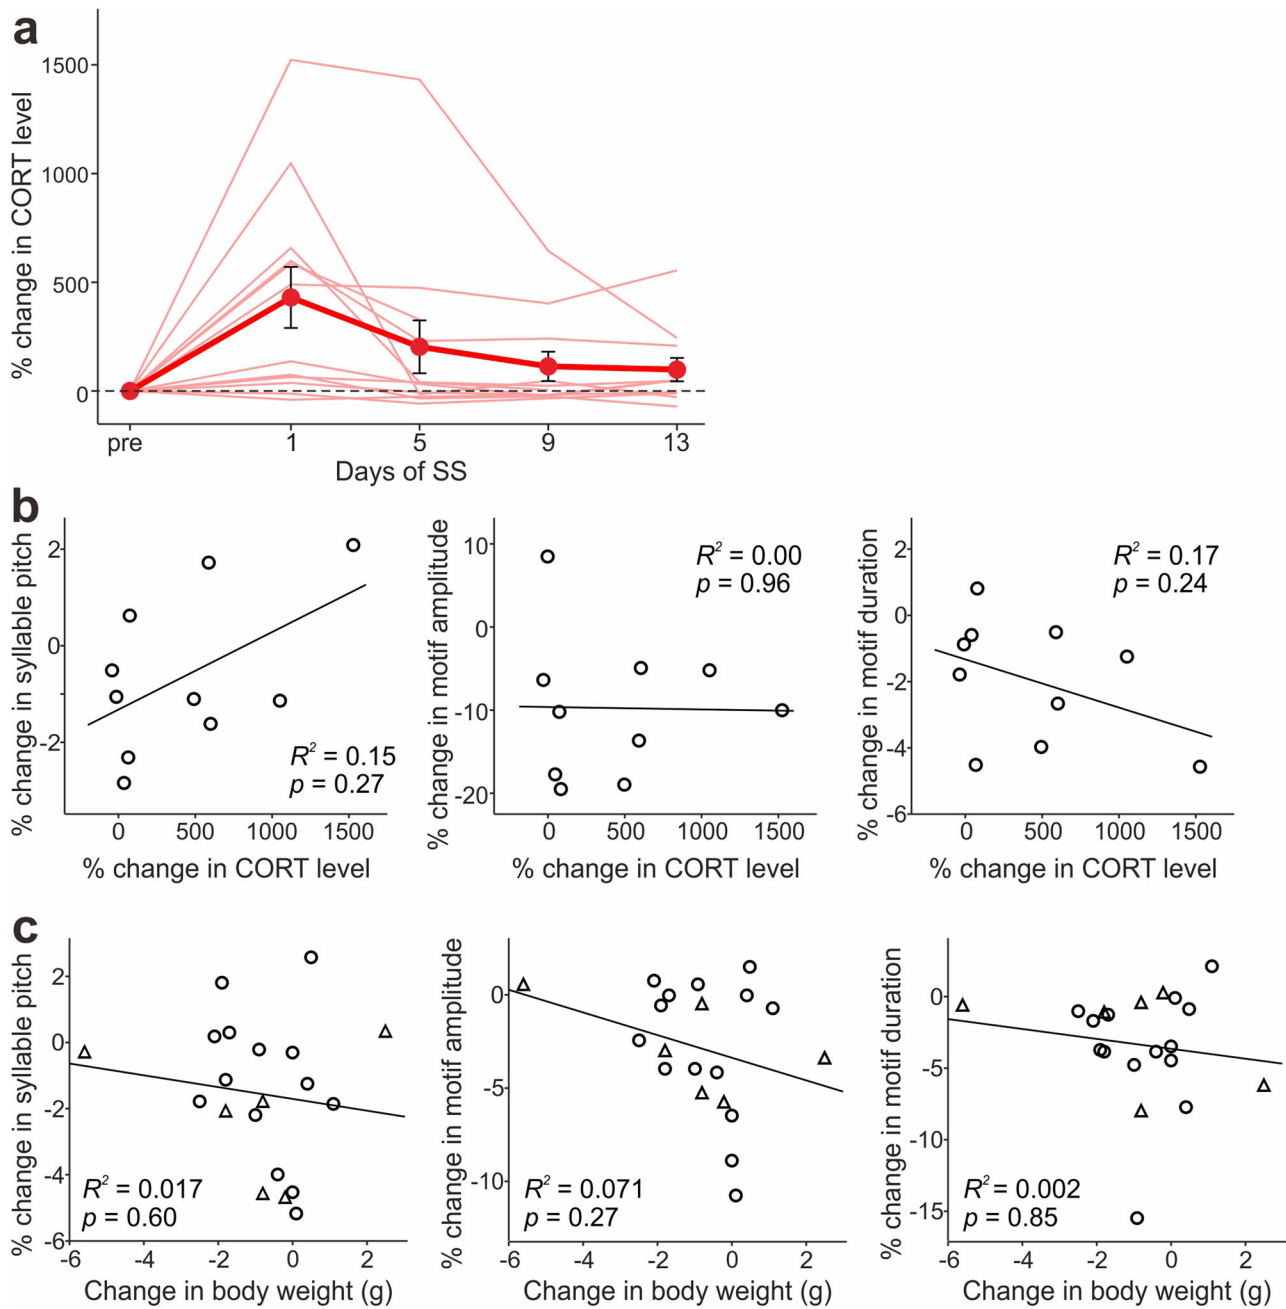 a
% change in CORT level
1500
1000
500
0
pre 1 5 9 13
Days of SS
b
% change in syllable pitch
2
0
-2
R² = 0.15
p = 0.27
0 500 1000 1500
% change in CORT level
% change in motif amplitude
10
0
-10
-20
R² = 0.00
p = 0.96
0 500 1000 1500
% change in CORT level
% change in motif duration
2
0
-2
-4
-6
R² = 0.17
p = 0.24
0 500 1000 1500
% change in CORT level
c
% change in syllable pitch
2
0
-2
-4
-6
R² = 0.017
p = 0.60
-6 -4 -2 0 2
Change in body weight (g)
% change in motif amplitude
0
-5
-10
R² = 0.071
p = 0.27
-6 -4 -2 0 2
Change in body weight (g)
% change in motif duration
0
-5
-10
-15
R² = 0.002
p = 0.85
-6 -4 -2 0 2
Change in body weight (g)